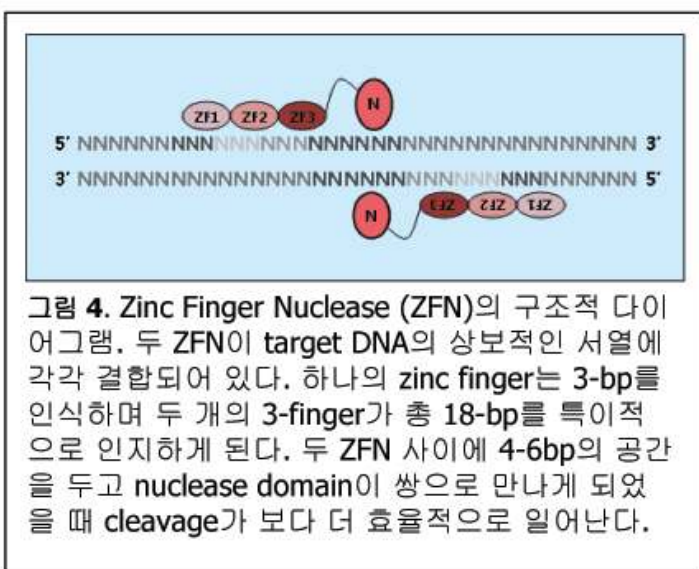 ZF1 ZF2 ZF3 N
5' NNNNNNNNNNNNNNNNNNNNNNNNNNNNNNNNNNNN 3'
3' NNNNNNNNNNNNNNNNNNNNNNNNNNNNNNNNNNNN 5'
N ZF3 ZF2 ZF1
그림 4. Zinc Finger Nuclease (ZFN)의 구조적 다이
어그램. 두 ZFN이 target DNA의 상보적인 서열에
각각 결합되어 있다. 하나의 zinc finger는 3-bp를
인식하며 두 개의 3-finger가 총 18-bp를 특이적
으로 인지하게 된다. 두 ZFN 사이에 4-6bp의 공간
을 두고 nuclease domain이 쌍으로 만나게 되었
을 때 cleavage가 보다 더 효율적으로 일어난다.